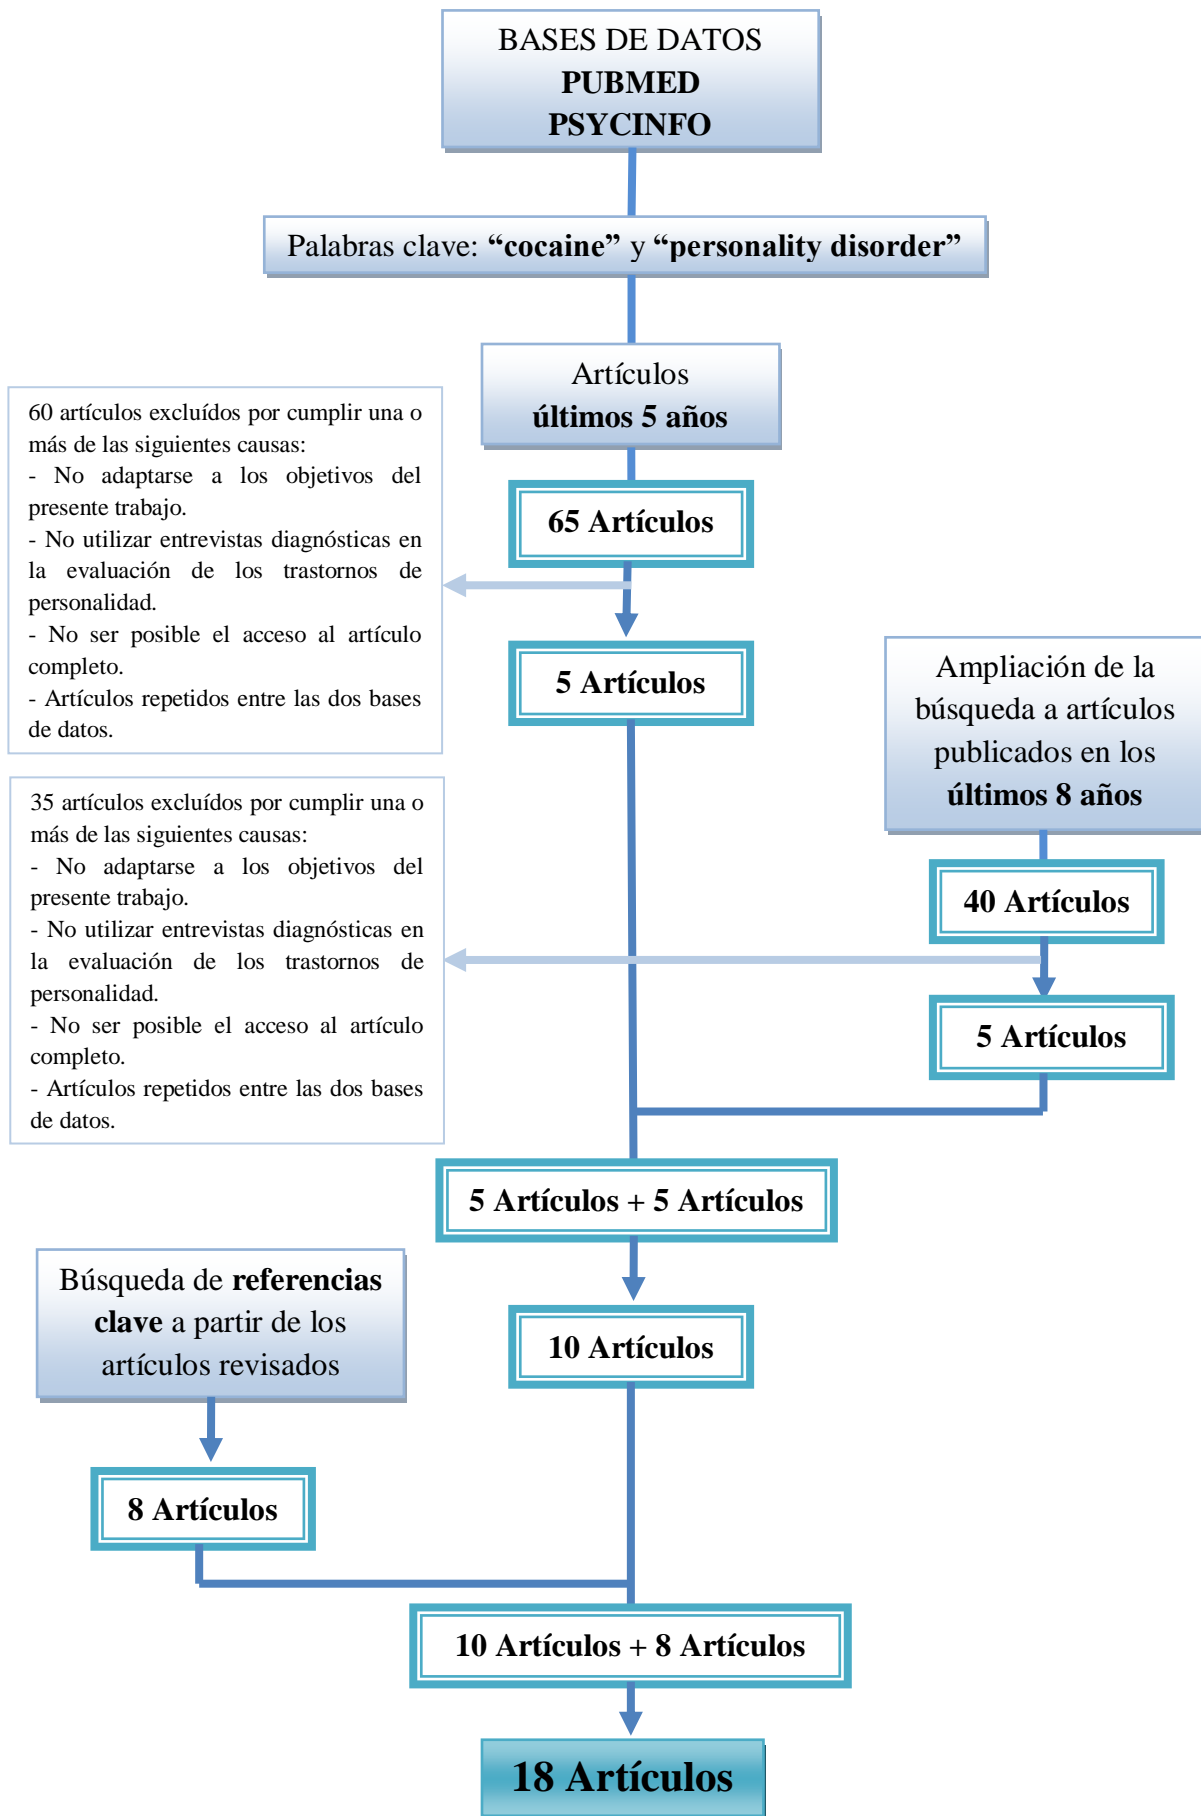 BASES DE DATOS
PUBMED
PSYCINFO
Palabras clave: “cocaine” y “personality disorder”
Artículos
últimos 5 años
65 Artículos
60 artículos excluídos por cumplir una o
más de las siguientes causas:
- No adaptarse a los objetivos del
presente trabajo.
- No utilizar entrevistas diagnósticas en
la evaluación de los trastornos de
personalidad.
- No ser posible el acceso al artículo
completo.
- Artículos repetidos entre las dos bases
de datos.
5 Artículos
Ampliación de la
búsqueda a artículos
publicados en los
últimos 8 años
40 Artículos
35 artículos excluídos por cumplir una o
más de las siguientes causas:
- No adaptarse a los objetivos del
presente trabajo.
- No utilizar entrevistas diagnósticas en
la evaluación de los trastornos de
personalidad.
- No ser posible el acceso al artículo
completo.
- Artículos repetidos entre las dos bases
de datos.
5 Artículos
5 Artículos + 5 Artículos
10 Artículos
Búsqueda de referencias
clave a partir de los
artículos revisados
8 Artículos
10 Artículos + 8 Artículos
18 Artículos